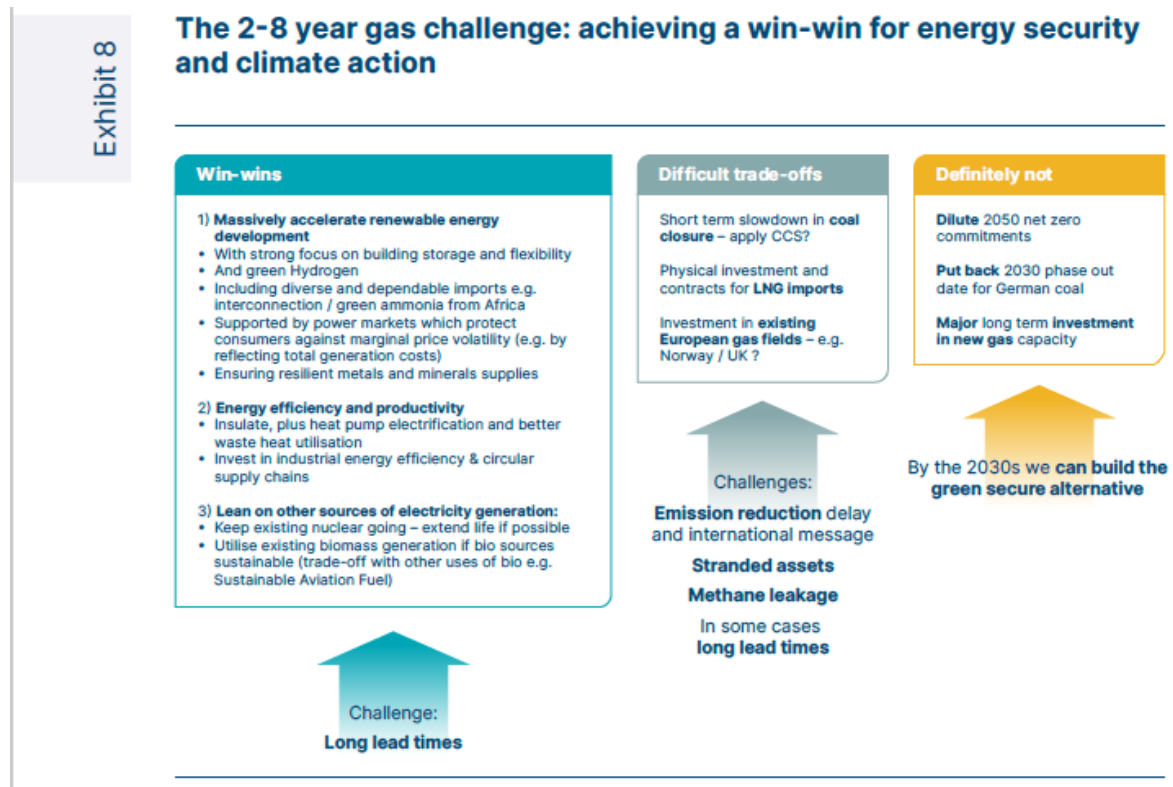 Exhibit 8
The 2-8 year gas challenge: achieving a win-win for energy security
and climate action
Win-wins
1) Massively accelerate renewable energy
development
• With strong focus on building storage and flexibility
• And green Hydrogen
• Including diverse and dependable imports e.g.
interconnection / green ammonia from Africa
• Supported by power markets which protect
consumers against marginal price volatility (e.g. by
reflecting total generation costs)
• Ensuring resilient metals and minerals supplies
2) Energy efficiency and productivity
• Insulate, plus heat pump electrification and better
waste heat utilisation
• Invest in industrial energy efficiency & circular
supply chains
3) Lean on other sources of electricity generation:
• Keep existing nuclear going – extend life if possible
• Utilise existing biomass generation if bio sources
sustainable (trade-off with other uses of bio e.g.
Sustainable Aviation Fuel)
Challenge:
Long lead times
Difficult trade-offs
Short term slowdown in coal
closure – apply CCS?
Physical investment and
contracts for LNG imports
Investment in existing
European gas fields – e.g.
Norway / UK ?
Challenges:
Emission reduction delay
and international message
Stranded assets
Methane leakage
In some cases
long lead times
Definitely not
Dilute 2050 net zero
commitments
Put back 2030 phase out
date for German coal
Major long term investment
in new gas capacity
By the 2030s we can build the
green secure alternative